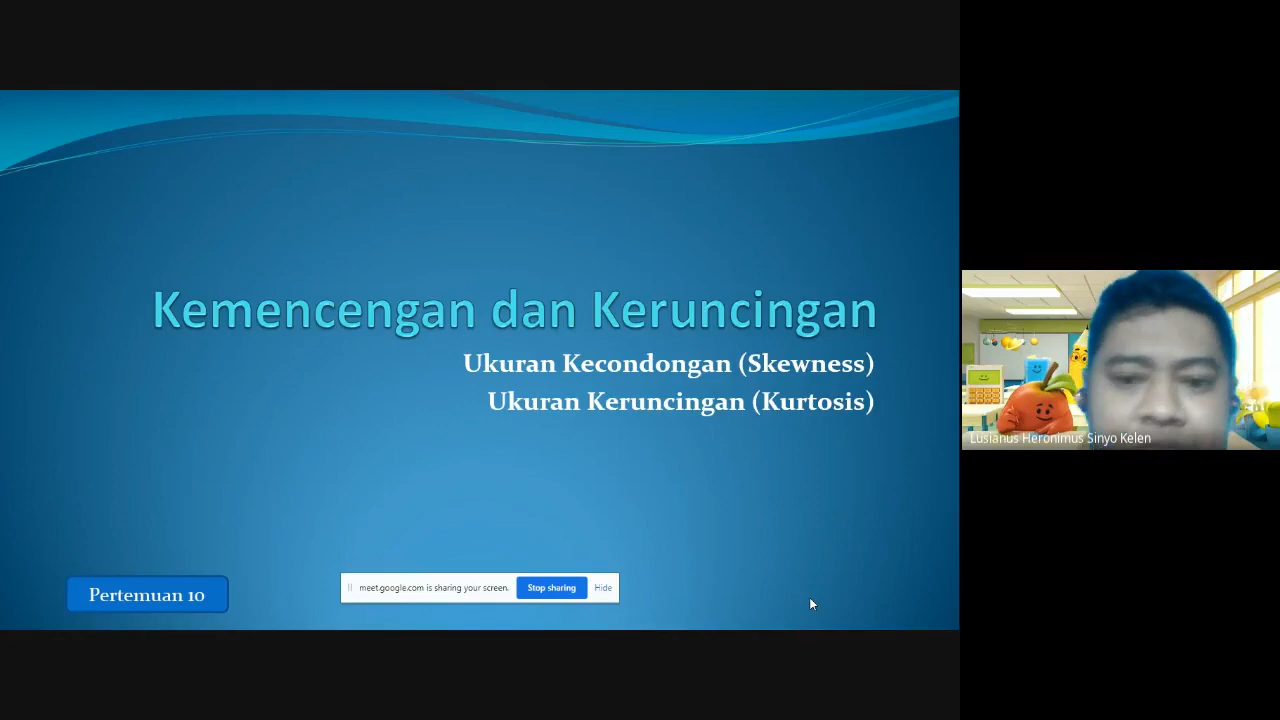 Kemencengan dan Keruncingan
Ukuran Kecondongan (Skewness)
Ukuran Keruncingan (Kurtosis)
Pertemuan 10
meet.google.com is sharing your screen. Stop sharing Hide
Lusianus Heronimus Sinyo Kelen